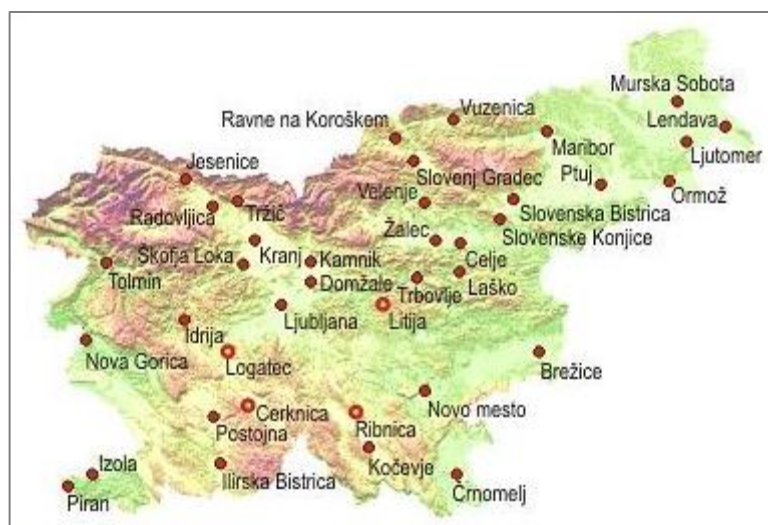 Murska Sobota
Vuzenica
Ravne na Koroškem
Lendava
Maribor
Ljutomer
Jesenice
Slovenj Gradec
Ptuj
Velenje
Ormož
Radovljica
Tržič
Slovenska Bistrica
Žalec
Slovenske Konjice
Škofja Loka
Kranj
Kamnik
Celje
Tolmin
Domžale
Trbovlje
Laško
Ljubljana
Litija
Idrija
Nova Gorica
Logatec
Brežice
Cerknica
Novo mesto
Postojna
Ribnica
Kočevje
Izola
Ilirska Bistrica
Črnomelj
Piran